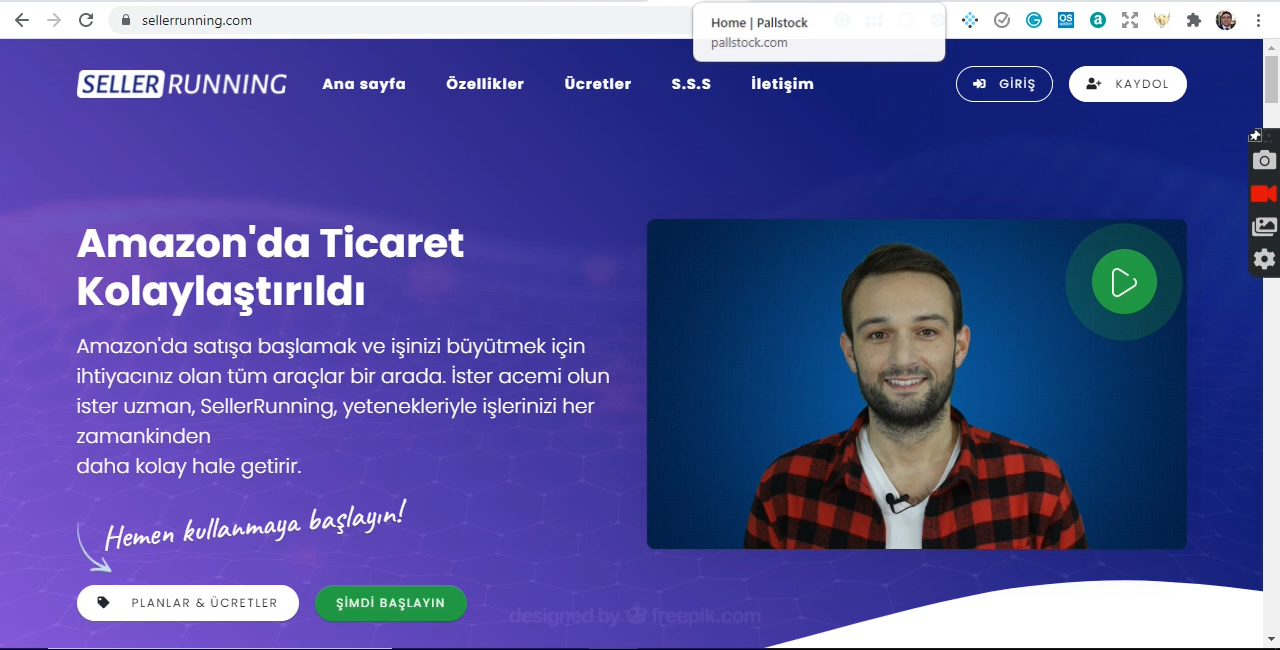 sellerrunning.com
Home | Pallstock
pallstock.com
SELLER RUNNING
Ana sayfa
Özellikler
Ücretler
S.S.S
İletişim
GİRİŞ
KAYDOL
Amazon'da Ticaret
Kolaylaştırıldı
Amazon'da satışa başlamak ve işinizi büyütmek için
ihtiyacınız olan tüm araçlar bir arada. İster acemi olun
ister uzman, SellerRunning, yetenekleriyle işlerinizi her
zamankinden
daha kolay hale getirir.
Hemen kullanmaya başlayın!
PLANLAR & ÜCRETLER
ŞİMDİ BAŞLAYIN
designed by freepik.com